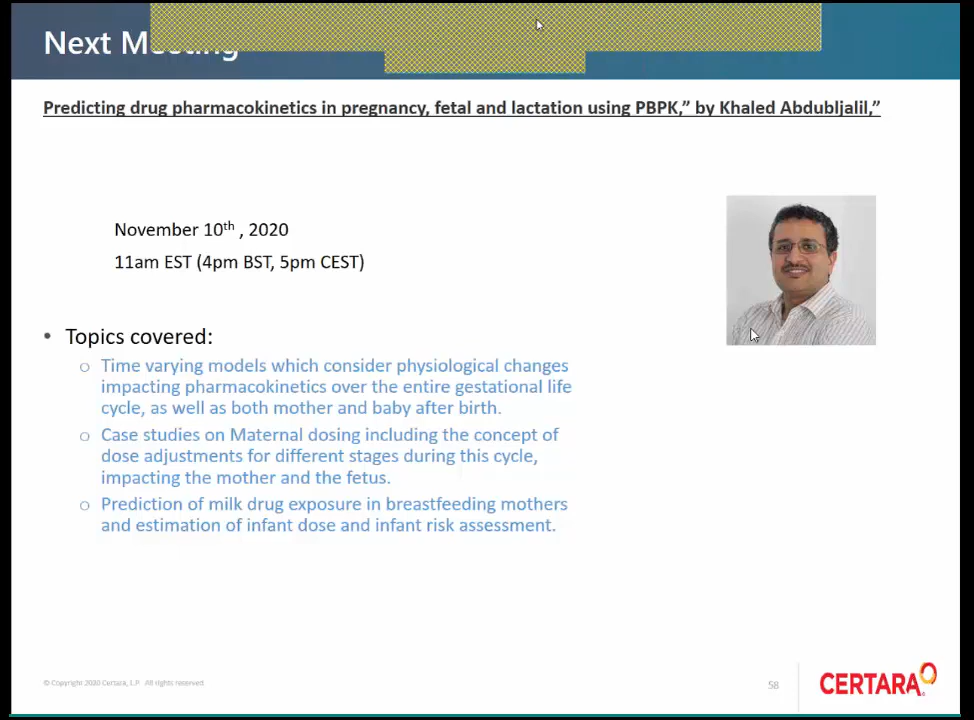 Next Meeting
Predicting drug pharmacokinetics in pregnancy, fetal and lactation using PBPK,” by Khaled Abdubljalil,”
November 10th , 2020
11am EST (4pm BST, 5pm CEST)
• Topics covered:
o Time varying models which consider physiological changes
impacting pharmacokinetics over the entire gestational life
cycle, as well as both mother and baby after birth.
o Case studies on Maternal dosing including the concept of
dose adjustments for different stages during this cycle,
impacting the mother and the fetus.
o Prediction of milk drug exposure in breastfeeding mothers
and estimation of infant dose and infant risk assessment.
© Copyright 2020 Certara, L.P. All rights reserved
58
CERTARA